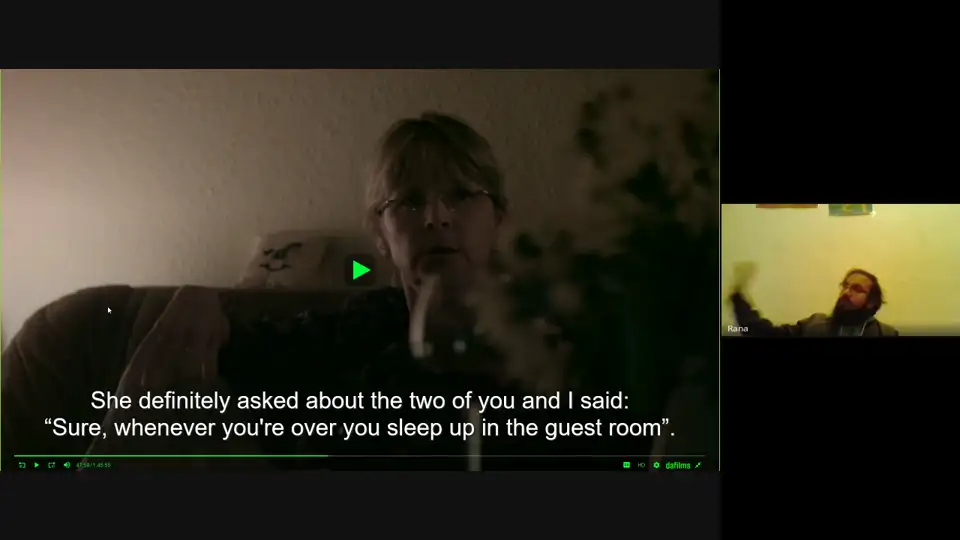 She definitely asked about the two of you and I said:
“Sure, whenever you're over you sleep up in the guest room”.
HD
dafilms
Rana